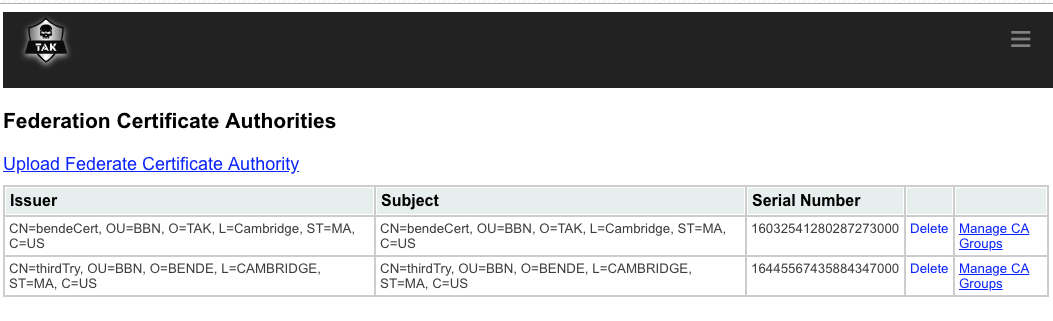 TAK
Federation Certificate Authorities
Upload Federate Certificate Authority
Issuer Subject Serial Number
CN=bendeCert, OU=BBN, O=TAK, L=Cambridge, ST=MA, CN=bendeCert, OU=BBN, O=TAK, L=Cambridge, ST=MA, 16032541280287273000 Delete Manage CA
C=US C=US Groups
CN=thirdTry, OU=BBN, O=BENDE, L=CAMBRIDGE, CN=thirdTry, OU=BBN, O=BENDE, L=CAMBRIDGE, 16445567435884347000 Delete Manage CA
ST=MA, C=US ST=MA, C=US Groups